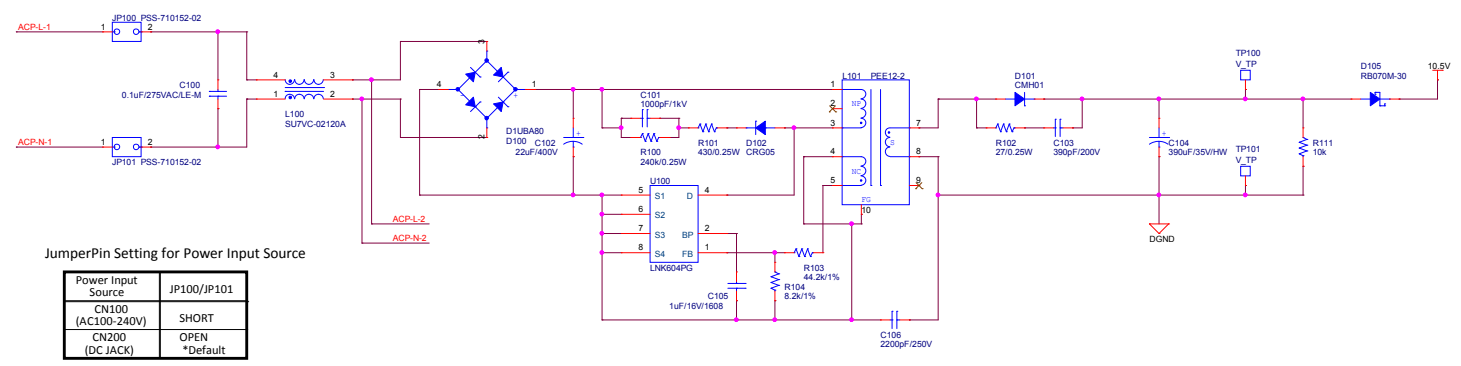 JP100 PSS-710152-02
ACP-L-1
1
2
C100
0.1uF/275VAC/LE-M
4
3
1
2
L100
SU7VC-02120A
ACP-N-1
1
2
JP101 PSS-710152-02
3
4
1
2
D1UBA80
D100
C102
22uF/400V
+
C101
1000pF/1kV
R100
240k/0.25W
R101
430/0.25W
D102
CRG05
L101 PEE12-2
1
2
3
4
5
NP
NC
S
FG
7
8
9
10
D101
CMH01
R102
27/0.25W
C103
390pF/200V
C104
390uF/35V/HW
+
TP100
V_TP
TP101
V_TP
R111
10k
D105
RB070M-30
10.5V
DGND
U100
5 S1
6 S2
7 S3
8 S4
D 4
BP 2
FB 1
LNK604PG
ACP-L-2
ACP-N-2
R103
44.2k/1%
R104
8.2k/1%
C105
1uF/16V/1608
C106
2200pF/250V
JumperPin Setting for Power Input Source
Power Input
Source
JP100/JP101
CN100
(AC100-240V)
SHORT
CN200
(DC JACK)
OPEN
*Default